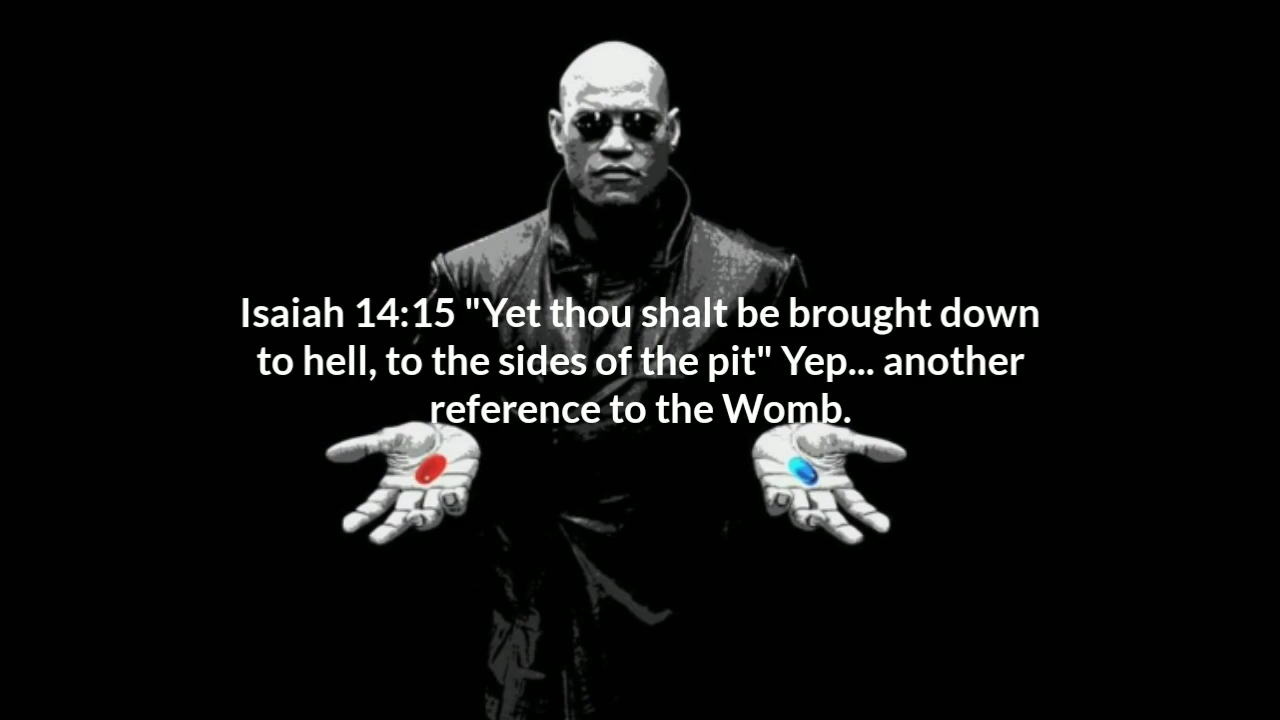 Isaiah 14:15 "Yet thou shalt be brought down
to hell, to the sides of the pit" Yep... another
reference to the Womb.